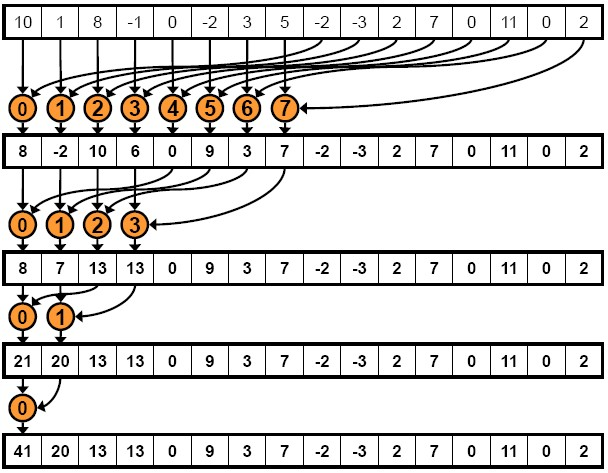 10 1 8 -1 0 -2 3 5 -2 -3 2 7 0 11 0 2
0 1 2 3 4 5 6 7
8 -2 10 6 0 9 3 7 -2 -3 2 7 0 11 0 2
0 1 2 3
8 7 13 13 0 9 3 7 -2 -3 2 7 0 11 0 2
0 1
21 20 13 13 0 9 3 7 -2 -3 2 7 0 11 0 2
0
41 20 13 13 0 9 3 7 -2 -3 2 7 0 11 0 2